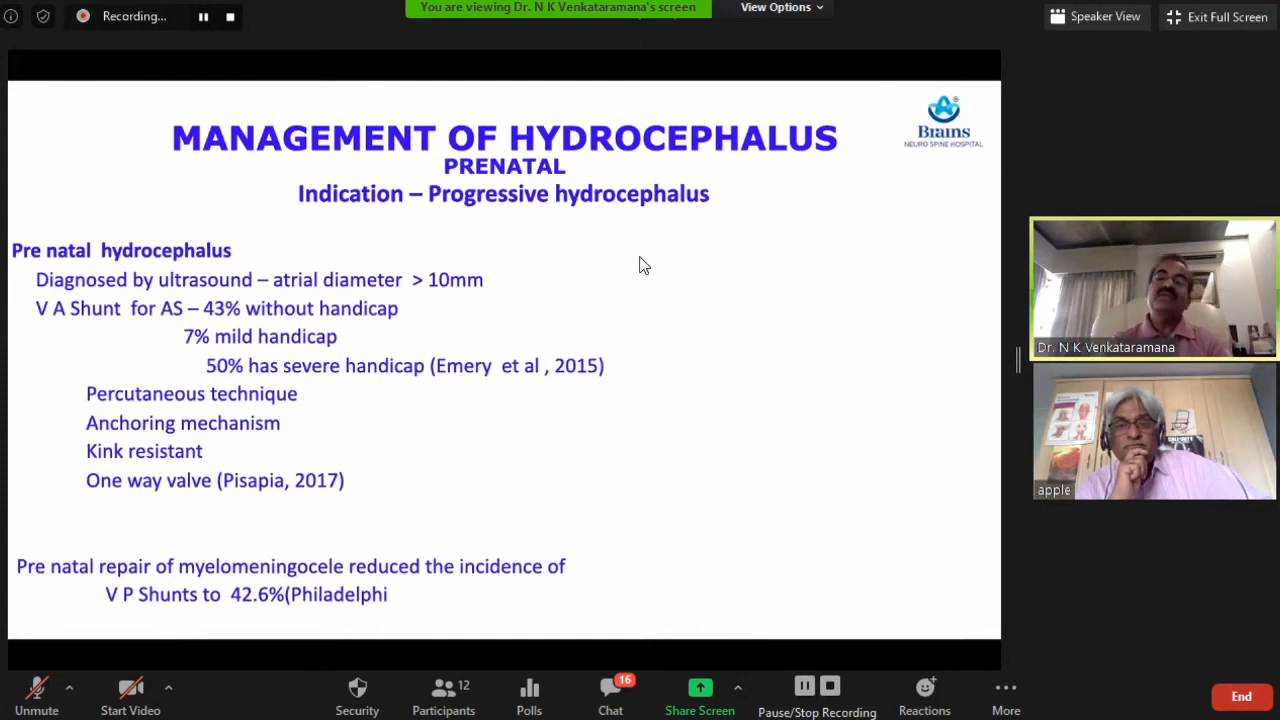 Recording...
You are viewing Dr. N K Venkataramana's screen
View Options
Speaker View
Exit Full Screen
MANAGEMENT OF HYDROCEPHALUS
PRENATAL
Indication – Progressive hydrocephalus
Brains
NEURO SPINE HOSPITAL
Pre natal hydrocephalus
Diagnosed by ultrasound – atrial diameter > 10mm
V A Shunt for AS – 43% without handicap
7% mild handicap
50% has severe handicap (Emery et al , 2015)
Percutaneous technique
Anchoring mechanism
Kink resistant
One way valve (Pisapia, 2017)
Pre natal repair of myelomeningocele reduced the incidence of
V P Shunts to 42.6%(Philadelphi
Dr. N K Venkataramana
apple
Unmute
Start Video
Security
12
Participants
Polls
16
Chat
Share Screen
Pause/Stop Recording
Reactions
More
End